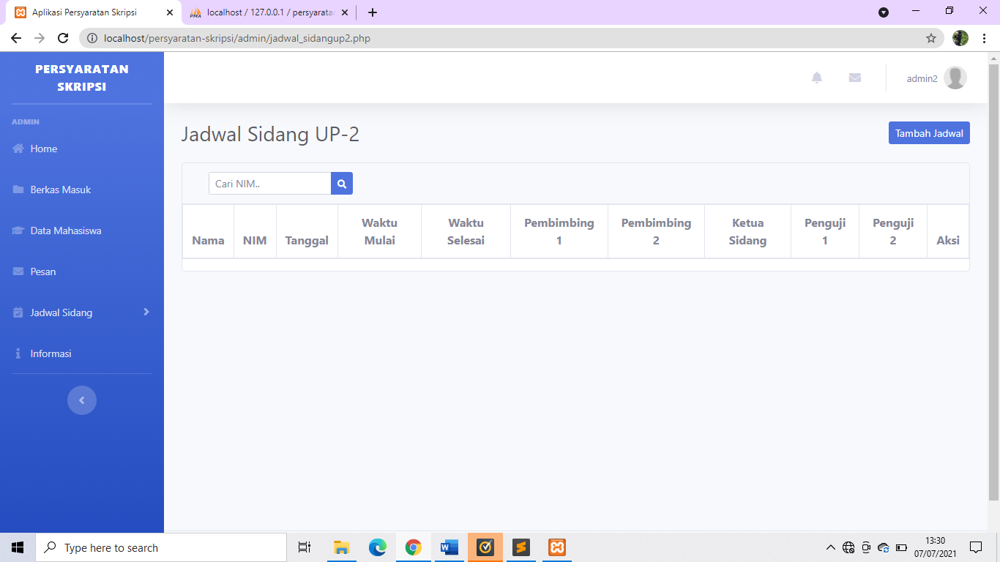 Aplikasi Persyaratan Skripsi
localhost / 127.0.0.1 / persyarata
localhost/persyaratan-skripsi/admin/jadwal_sidangup2.php
PERSYARATAN
SKRIPSI
ADMIN
Home
Berkas Masuk
Data Mahasiswa
Pesan
Jadwal Sidang
Informasi
admin2
Jadwal Sidang UP-2
Tambah Jadwal
Cari NIM..
Nama NIM Tanggal Waktu Mulai Waktu Selesai Pembimbing 1 Pembimbing 2 Ketua Sidang Penguji 1 Penguji 2 Aksi
Type here to search
13:30
07/07/2021